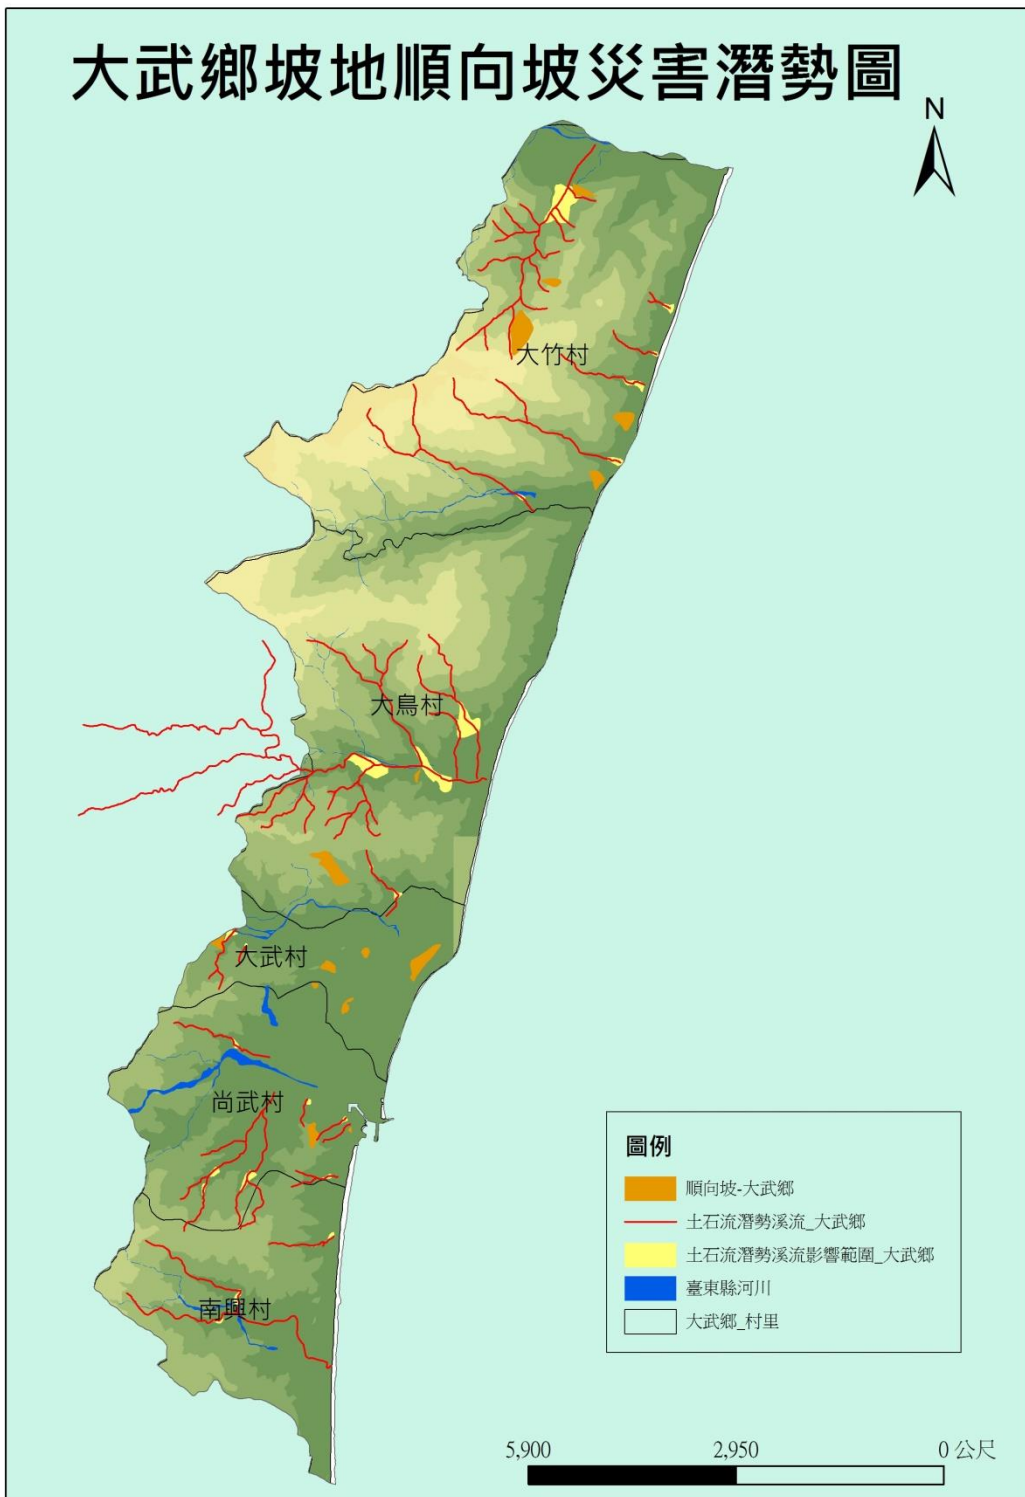 大武鄉坡地順向坡災害潛勢圖
N
大竹村
大鳥村
大武村
尚武村
南興村
圖例
順向坡-大武鄉
土石流潛勢溪流_大武鄉
土石流潛勢溪流影響範圍_大武鄉
臺東縣河川
大武鄉_村里
5,900 2,950 0 公尺